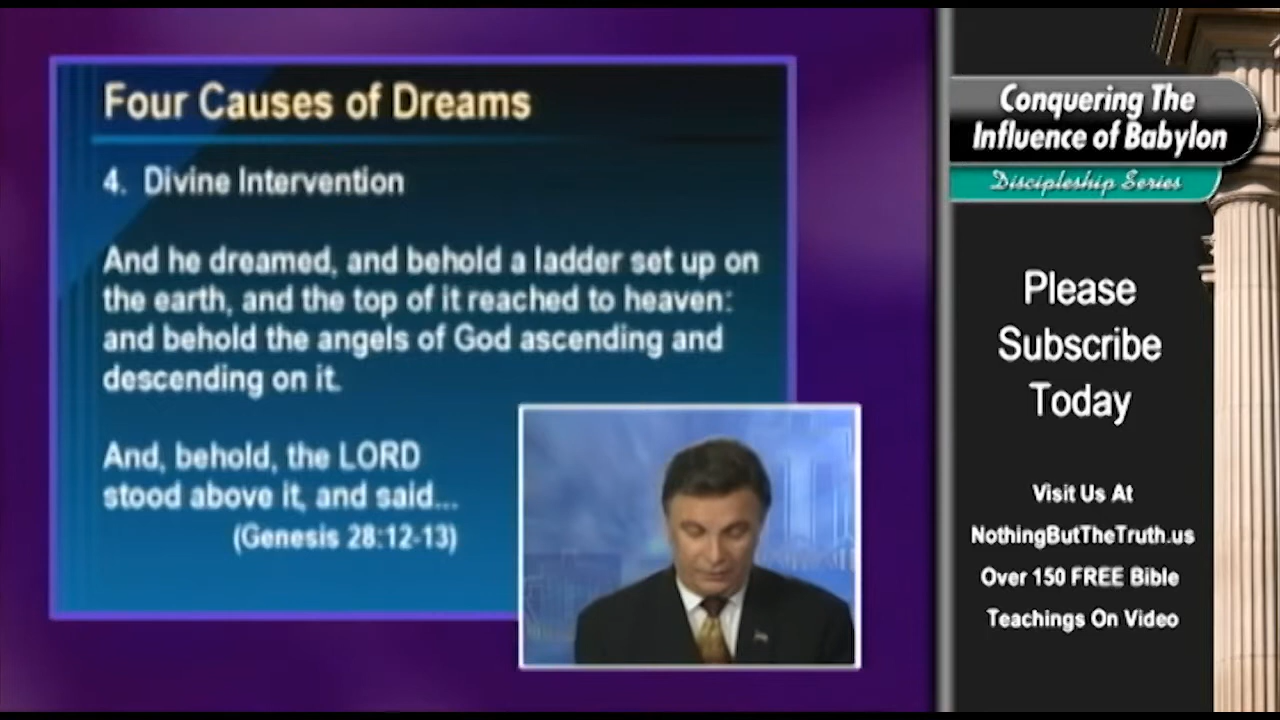 Four Causes of Dreams
4. Divine Intervention
And he dreamed, and behold a ladder set up on
the earth, and the top of it reached to heaven:
and behold the angels of God ascending and
descending on it.
And, behold, the LORD
stood above it, and said...
(Genesis 28:12-13)
Conquering The
Influence of Babylon
Discipleship Series
Please
Subscribe
Today
Visit Us At
NothingButTheTruth.us
Over 150 FREE Bible
Teachings On Video